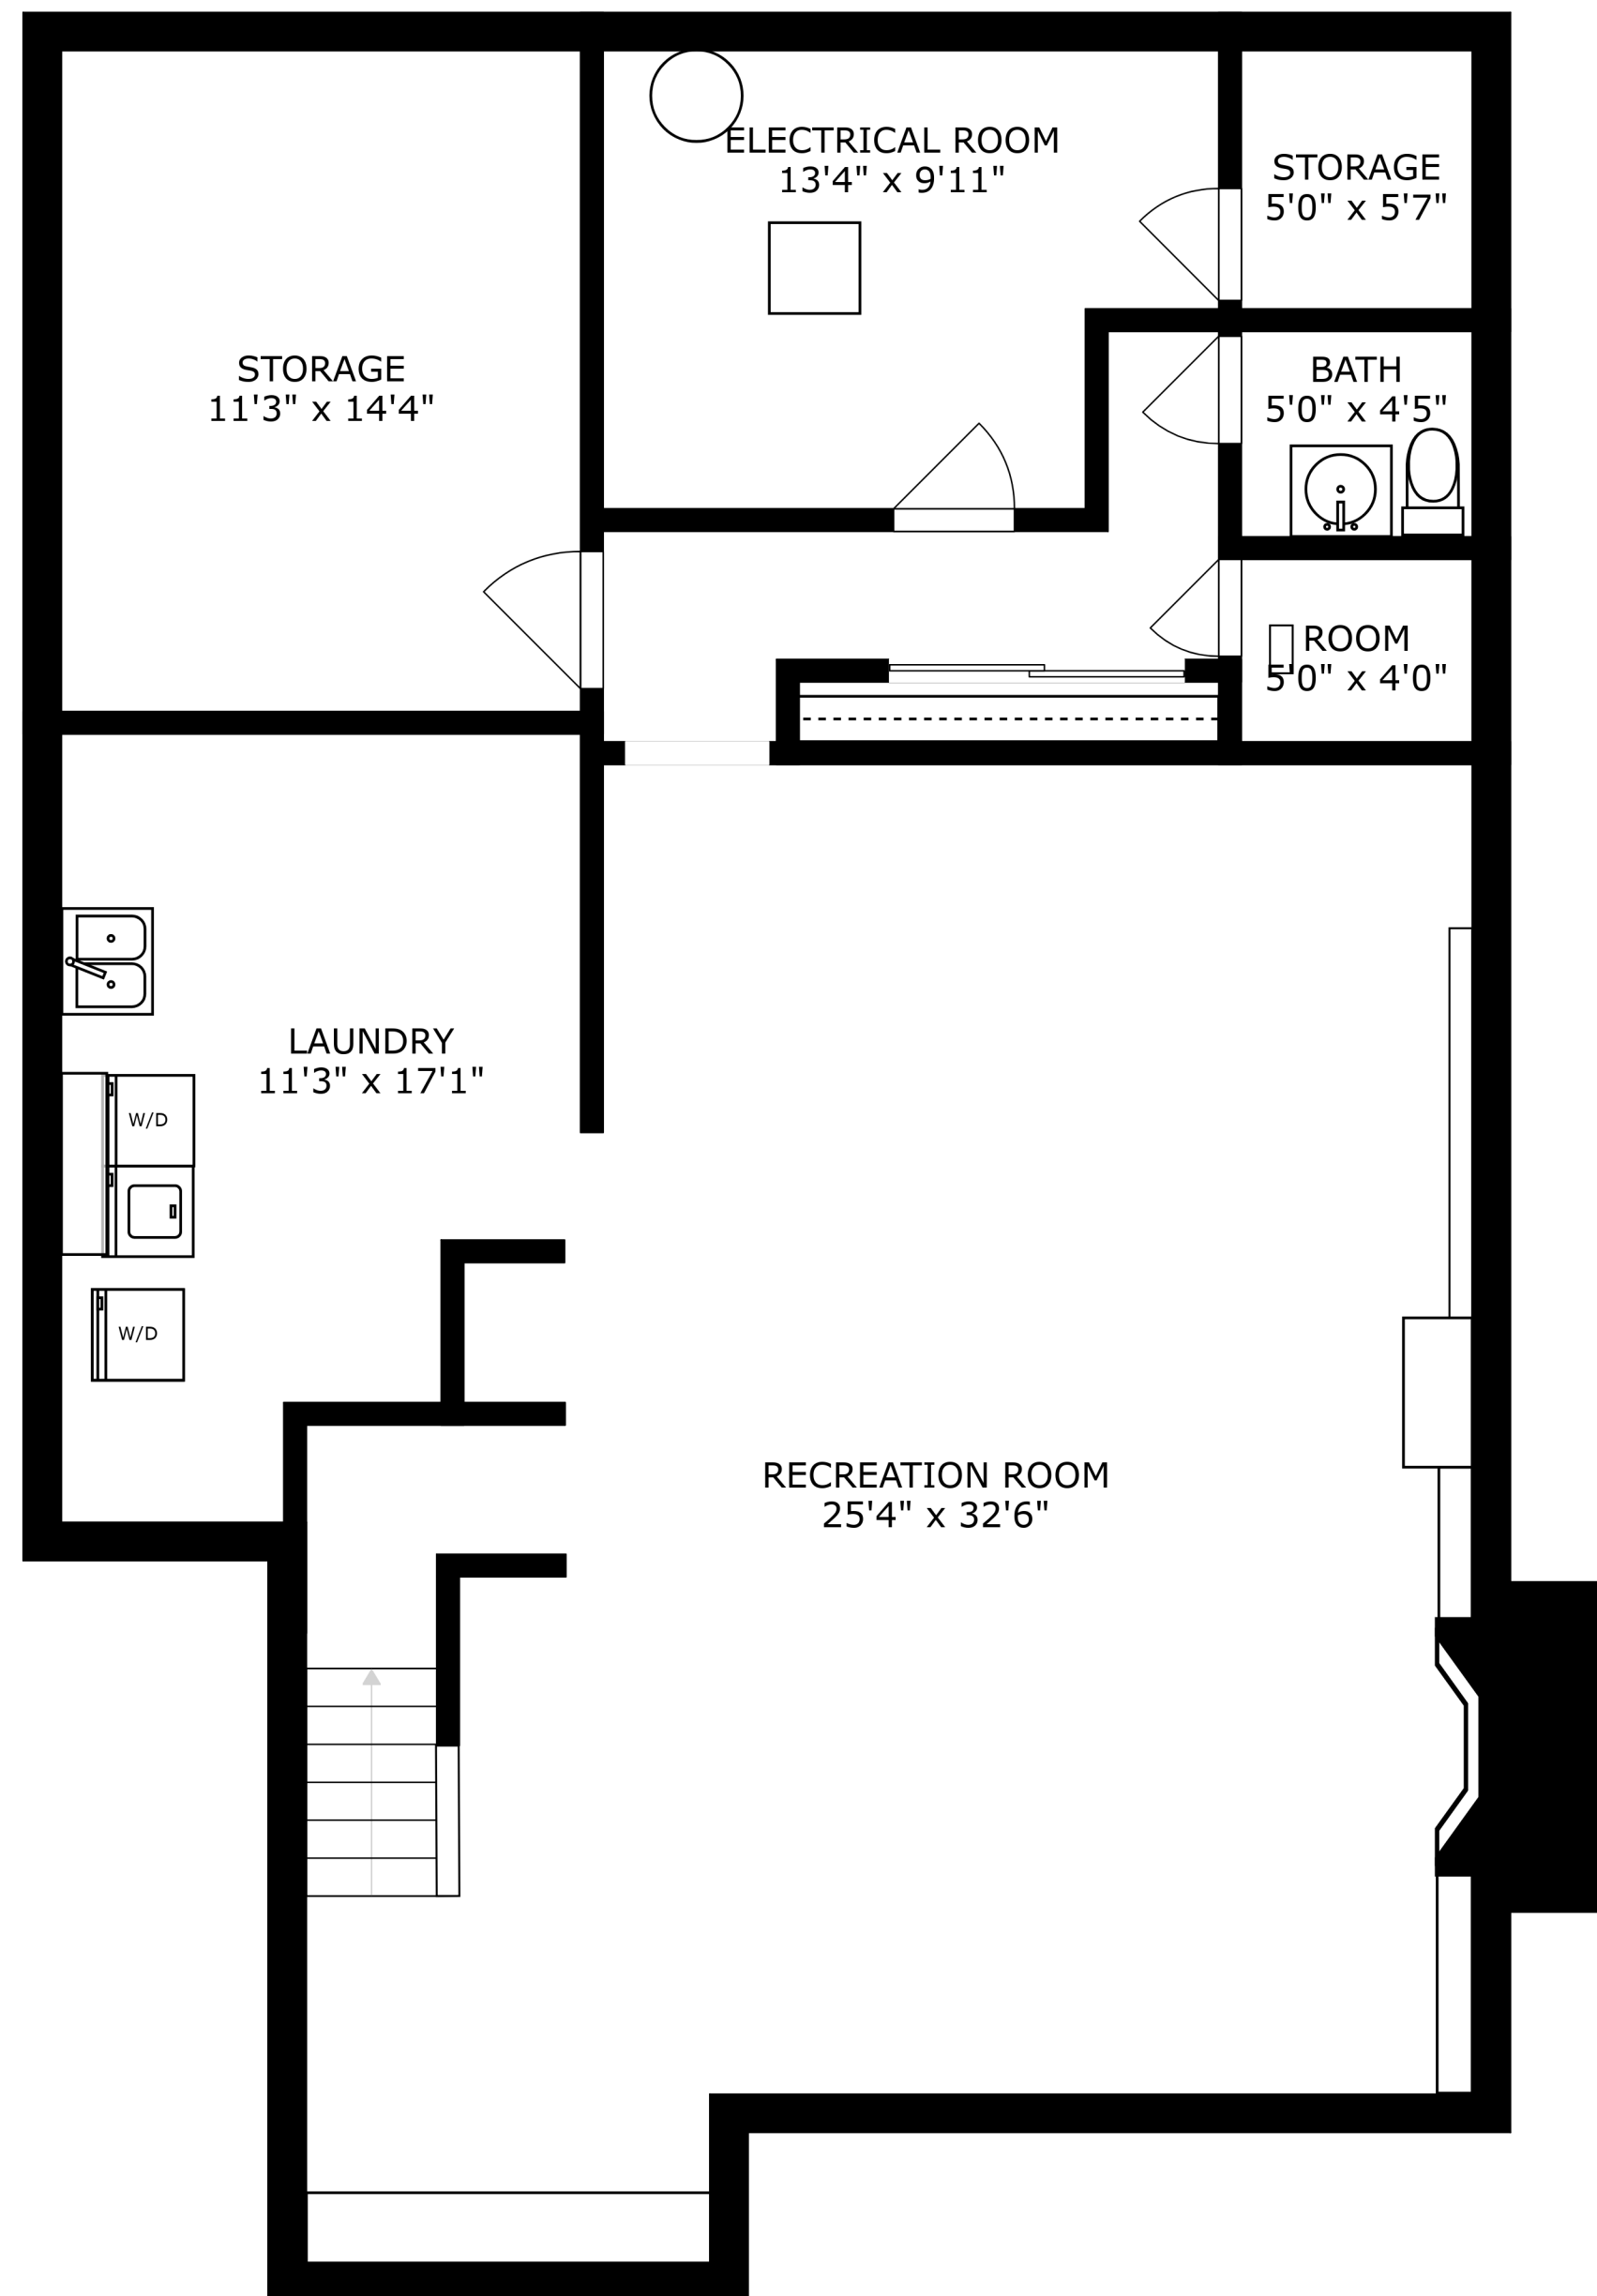 ELECTRICAL ROOM
13'4" x 9'11"
STORAGE
5'0" x 5'7"
STORAGE
11'3" x 14'4"
BATH
5'0" x 4'5"
ROOM
5'0" x 4'0"
LAUNDRY
11'3" x 17'1"
W/D
W/D
RECREATION ROOM
25'4" x 32'6"